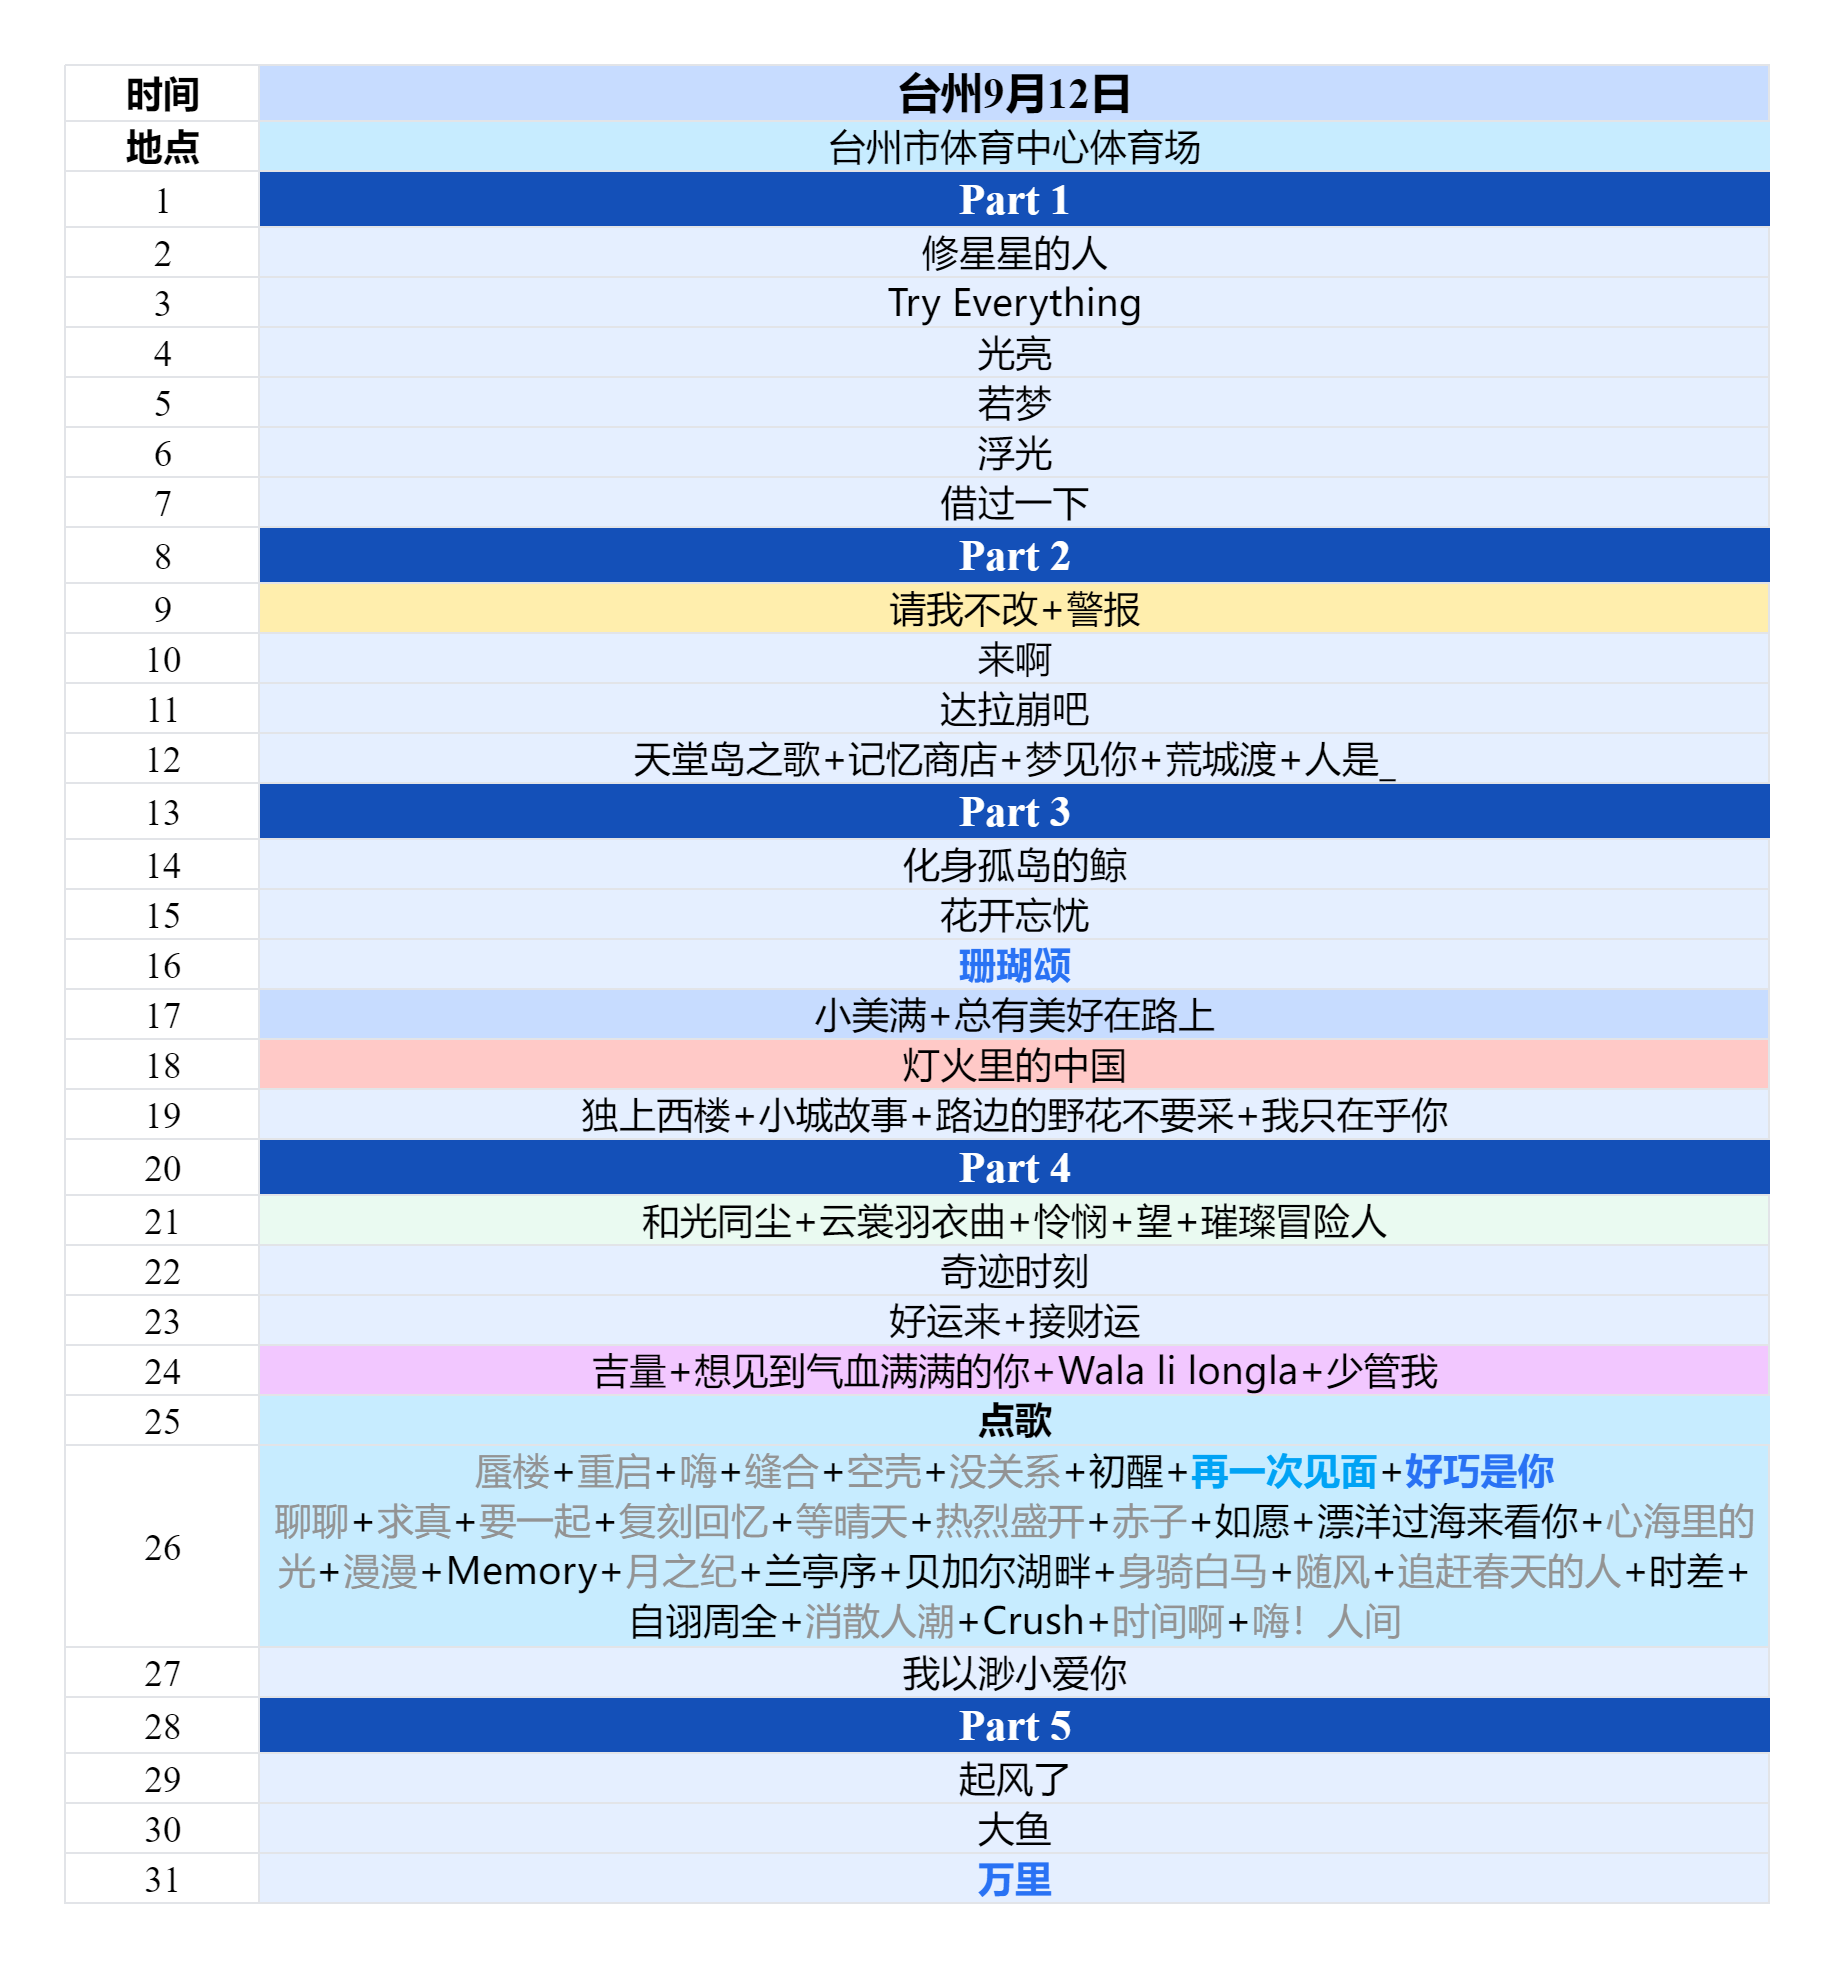 时间 台州9月12日
地点 台州市体育中心体育场
1 Part 1
2 修星星的人
3 Try Everything
4 光亮
5 若梦
6 浮光
7 借过一下
8 Part 2
9 请我不改+警报
10 来啊
11 达拉崩吧
12 天堂岛之歌+记忆商店+梦见你+荒城渡+人是_
13 Part 3
14 化身孤岛的鲸
15 花开忘忧
16 珊瑚颂
17 小美满+总有美好在路上
18 灯火里的中国
19 独上西楼+小城故事+路边的野花不要采+我只在乎你
20 Part 4
21 和光同尘+云裳羽衣曲+怜悯+望+璀璨冒险人
22 奇迹时刻
23 好运来+接财运
24 吉量+想见到气血满满的你+Wala li longla+少管我
25 点歌
26
蜃楼+重启+嗨+缝合+空壳+没关系+初醒+再一次见面+好巧是你
聊聊+求真+要一起+复刻回忆+等晴天+热烈盛开+赤子+如愿+漂洋过海来看你+心海里的
光+漫漫+Memory+月之纪+兰亭序+贝加尔湖畔+身骑白马+随风+追赶春天的人+时差+
自诩周全+消散人潮+Crush+时间啊+嗨！人间
27 我以渺小爱你
28 Part 5
29 起风了
30 大鱼
31 万里